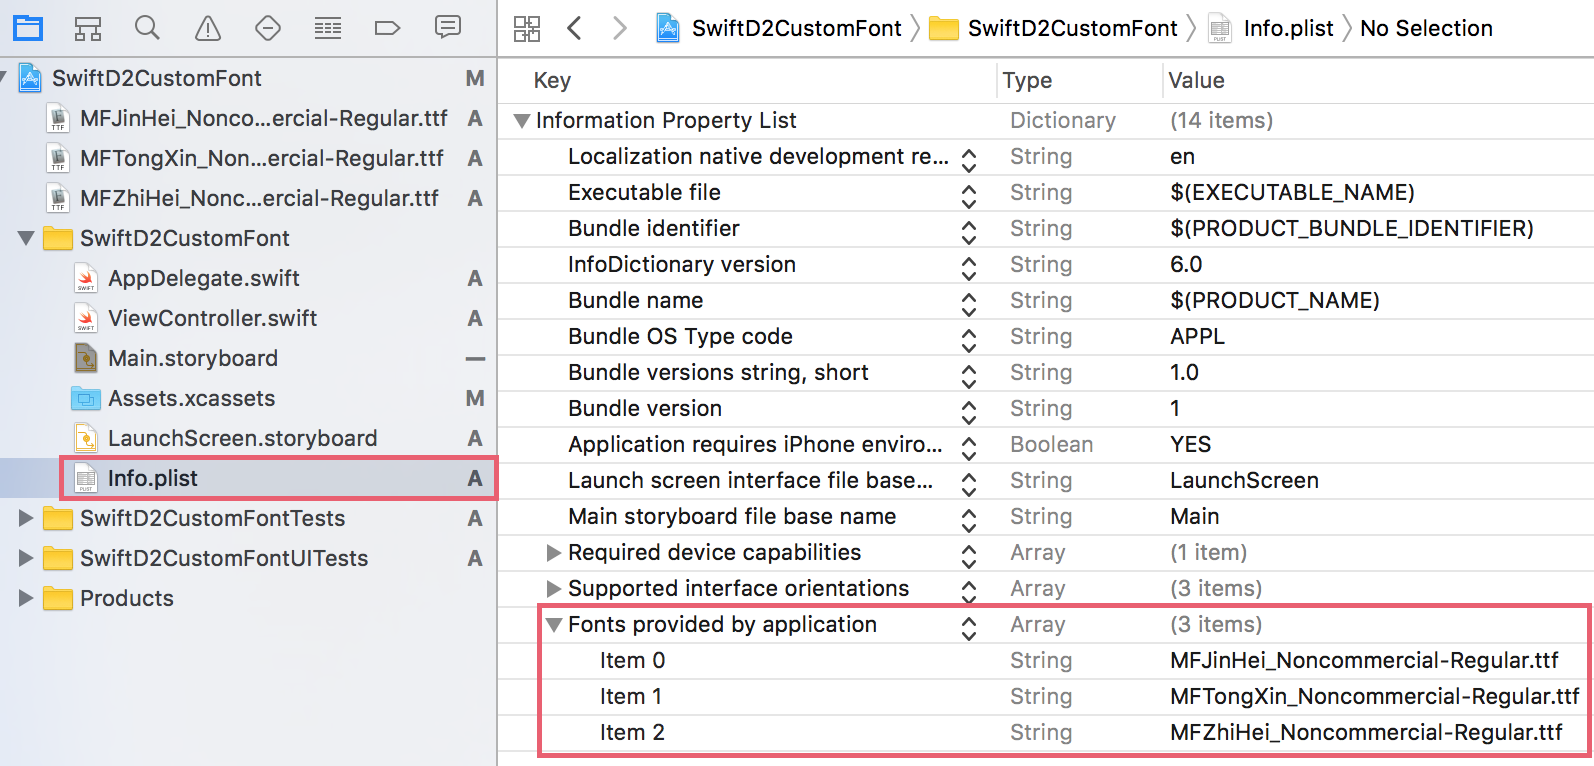 SwiftD2CustomFont M
MFJinHei_Nonco...ercial-Regular.ttf A
MFTongXin_Non...ercial-Regular.ttf A
MFZhiHei_Nonc...ercial-Regular.ttf A
SwiftD2CustomFont
AppDelegate.swift A
ViewController.swift A
Main.storyboard —
Assets.xcassets M
LaunchScreen.storyboard A
Info.plist A
SwiftD2CustomFontTests A
SwiftD2CustomFontUITests A
Products
SwiftD2CustomFont SwiftD2CustomFont Info.plist No Selection
Key Type Value
Information Property List Dictionary (14 items)
Localization native development re... String en
Executable file String $(EXECUTABLE_NAME)
Bundle identifier String $(PRODUCT_BUNDLE_IDENTIFIER)
InfoDictionary version String 6.0
Bundle name String $(PRODUCT_NAME)
Bundle OS Type code String APPL
Bundle versions string, short String 1.0
Bundle version String 1
Application requires iPhone enviro... Boolean YES
Launch screen interface file base... String LaunchScreen
Main storyboard file base name String Main
Required device capabilities Array (1 item)
Supported interface orientations Array (3 items)
Fonts provided by application Array (3 items)
Item 0 String MFJinHei_Noncommercial-Regular.ttf
Item 1 String MFTongXin_Noncommercial-Regular.ttf
Item 2 String MFZhiHei_Noncommercial-Regular.ttf